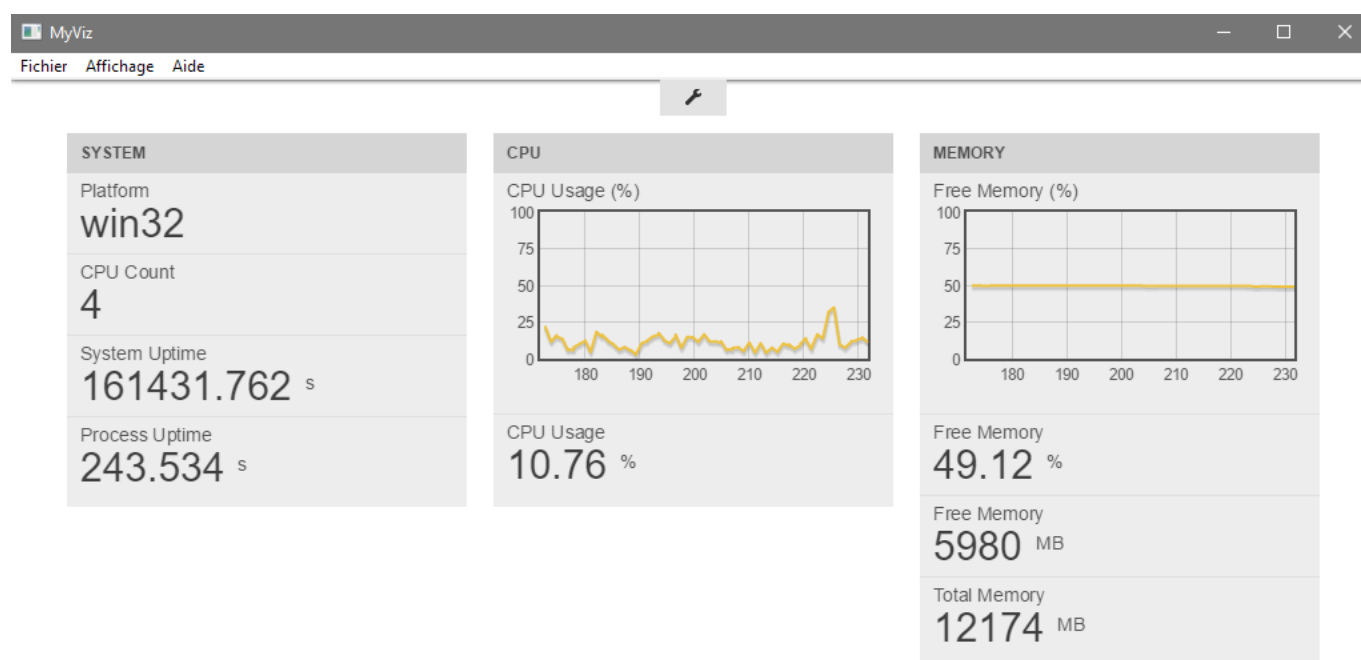 MyViz
Fichier Affichage Aide
SYSTEM
Platform
win32
CPU Count
4
System Uptime
161431.762 s
Process Uptime
243.534 s
CPU
CPU Usage (%)
100
75
50
25
0
180 190 200 210 220 230
CPU Usage
10.76 %
MEMORY
Free Memory (%)
100
75
50
25
0
180 190 200 210 220 230
Free Memory
49.12 %
Free Memory
5980 MB
Total Memory
12174 MB